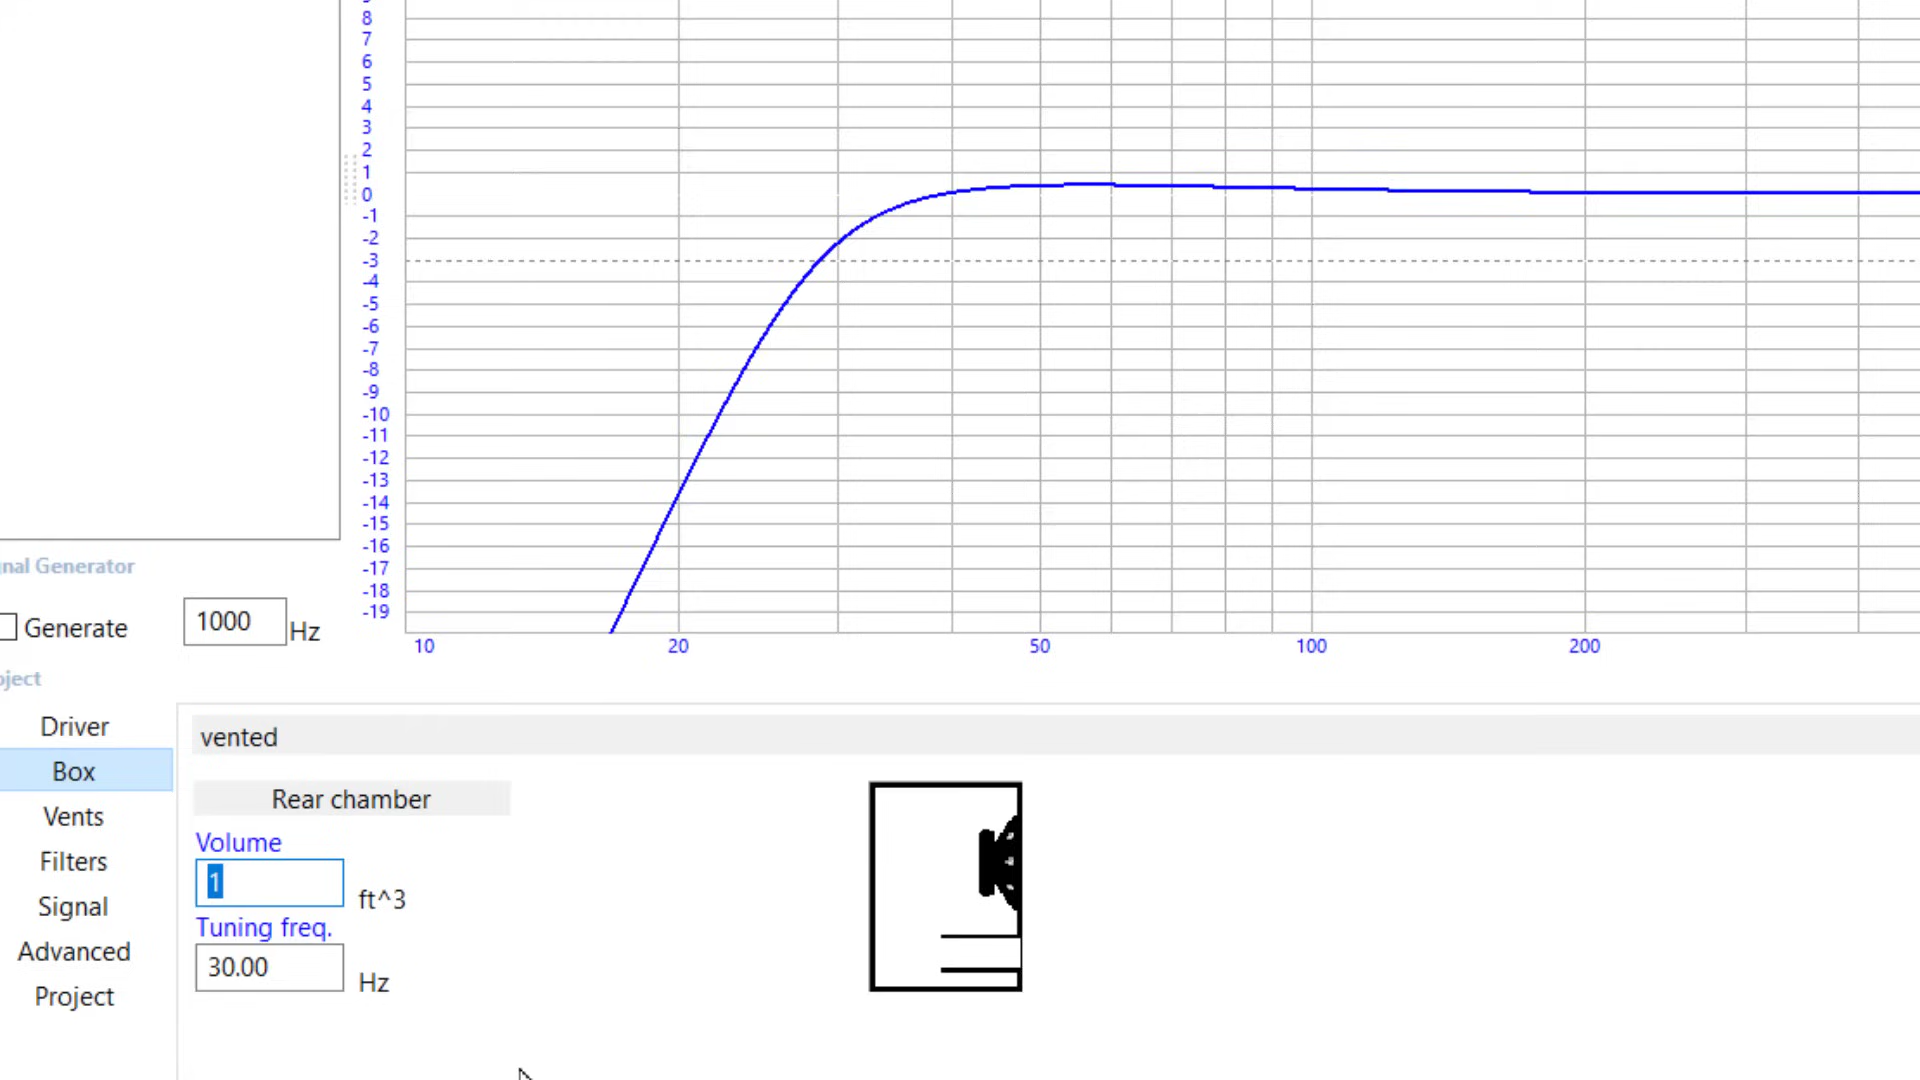 8
7
6
5
4
3
2
1
0
-1
-2
-3
-4
-5
-6
-7
-8
-9
-10
-11
-12
-13
-14
-15
-16
-17
-18
-19
10 20 50 100 200
nal Generator
Generate 1000 Hz
ject
Driver
Box
Vents
Filters
Signal
Advanced
Project
vented
Rear chamber
Volume
1 ft^3
Tuning freq.
30.00 Hz